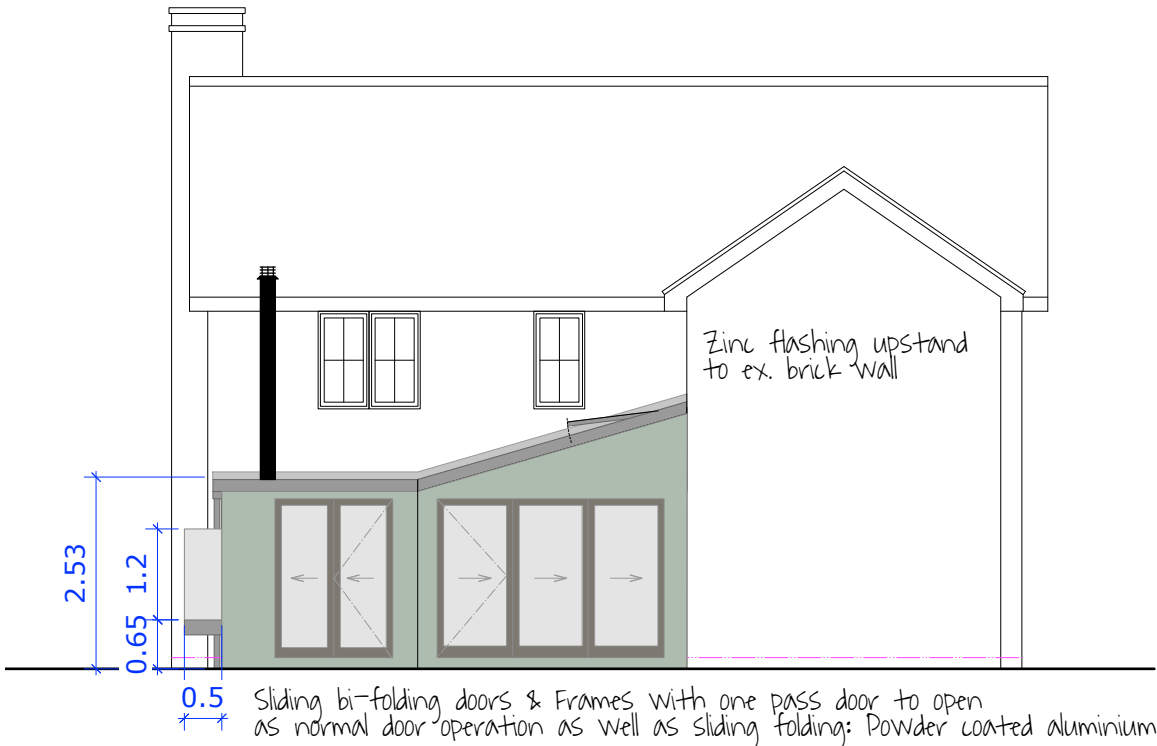 Zinc flashing upstand
to ex. brick wall
2.53
1.2
0.65
0.5
Sliding bi-folding doors & Frames with one pass door to open
as normal door operation as well as sliding folding: Powder coated aluminium